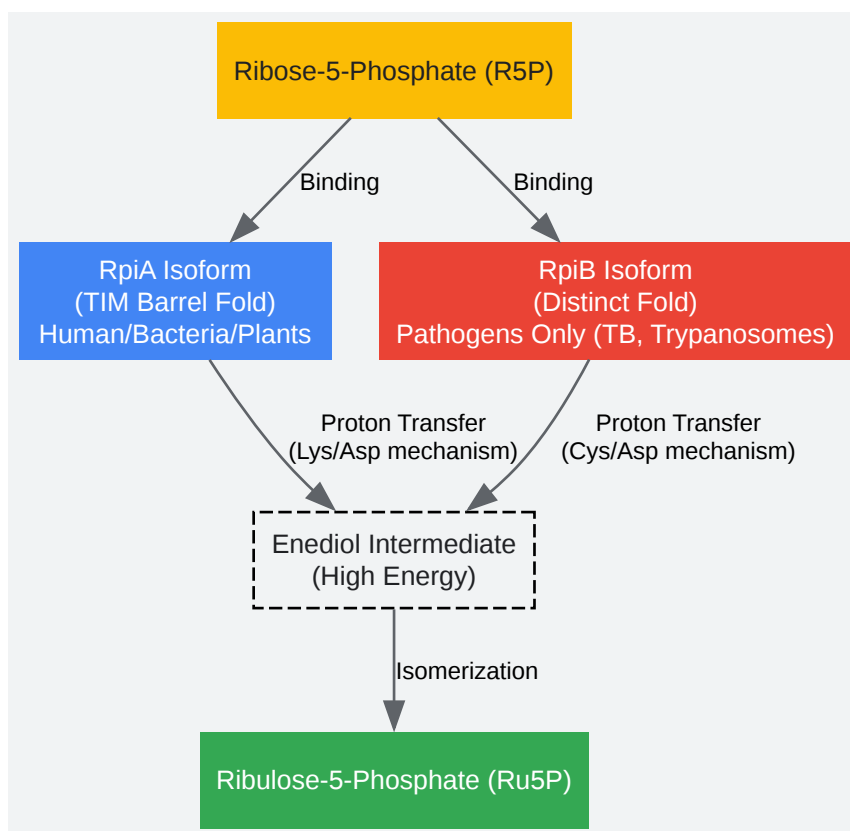 Ribose-5-Phosphate (R5P)
Binding
Binding
RpiA Isoform
(TIM Barrel Fold)
Human/Bacteria/Plants
RpiB Isoform
(Distinct Fold)
Pathogens Only (TB, Trypanosomes)
Proton Transfer
(Lys/Asp mechanism)
Proton Transfer
(Cys/Asp mechanism)
Enediol Intermediate
(High Energy)
Isomerization
Ribulose-5-Phosphate (Ru5P)